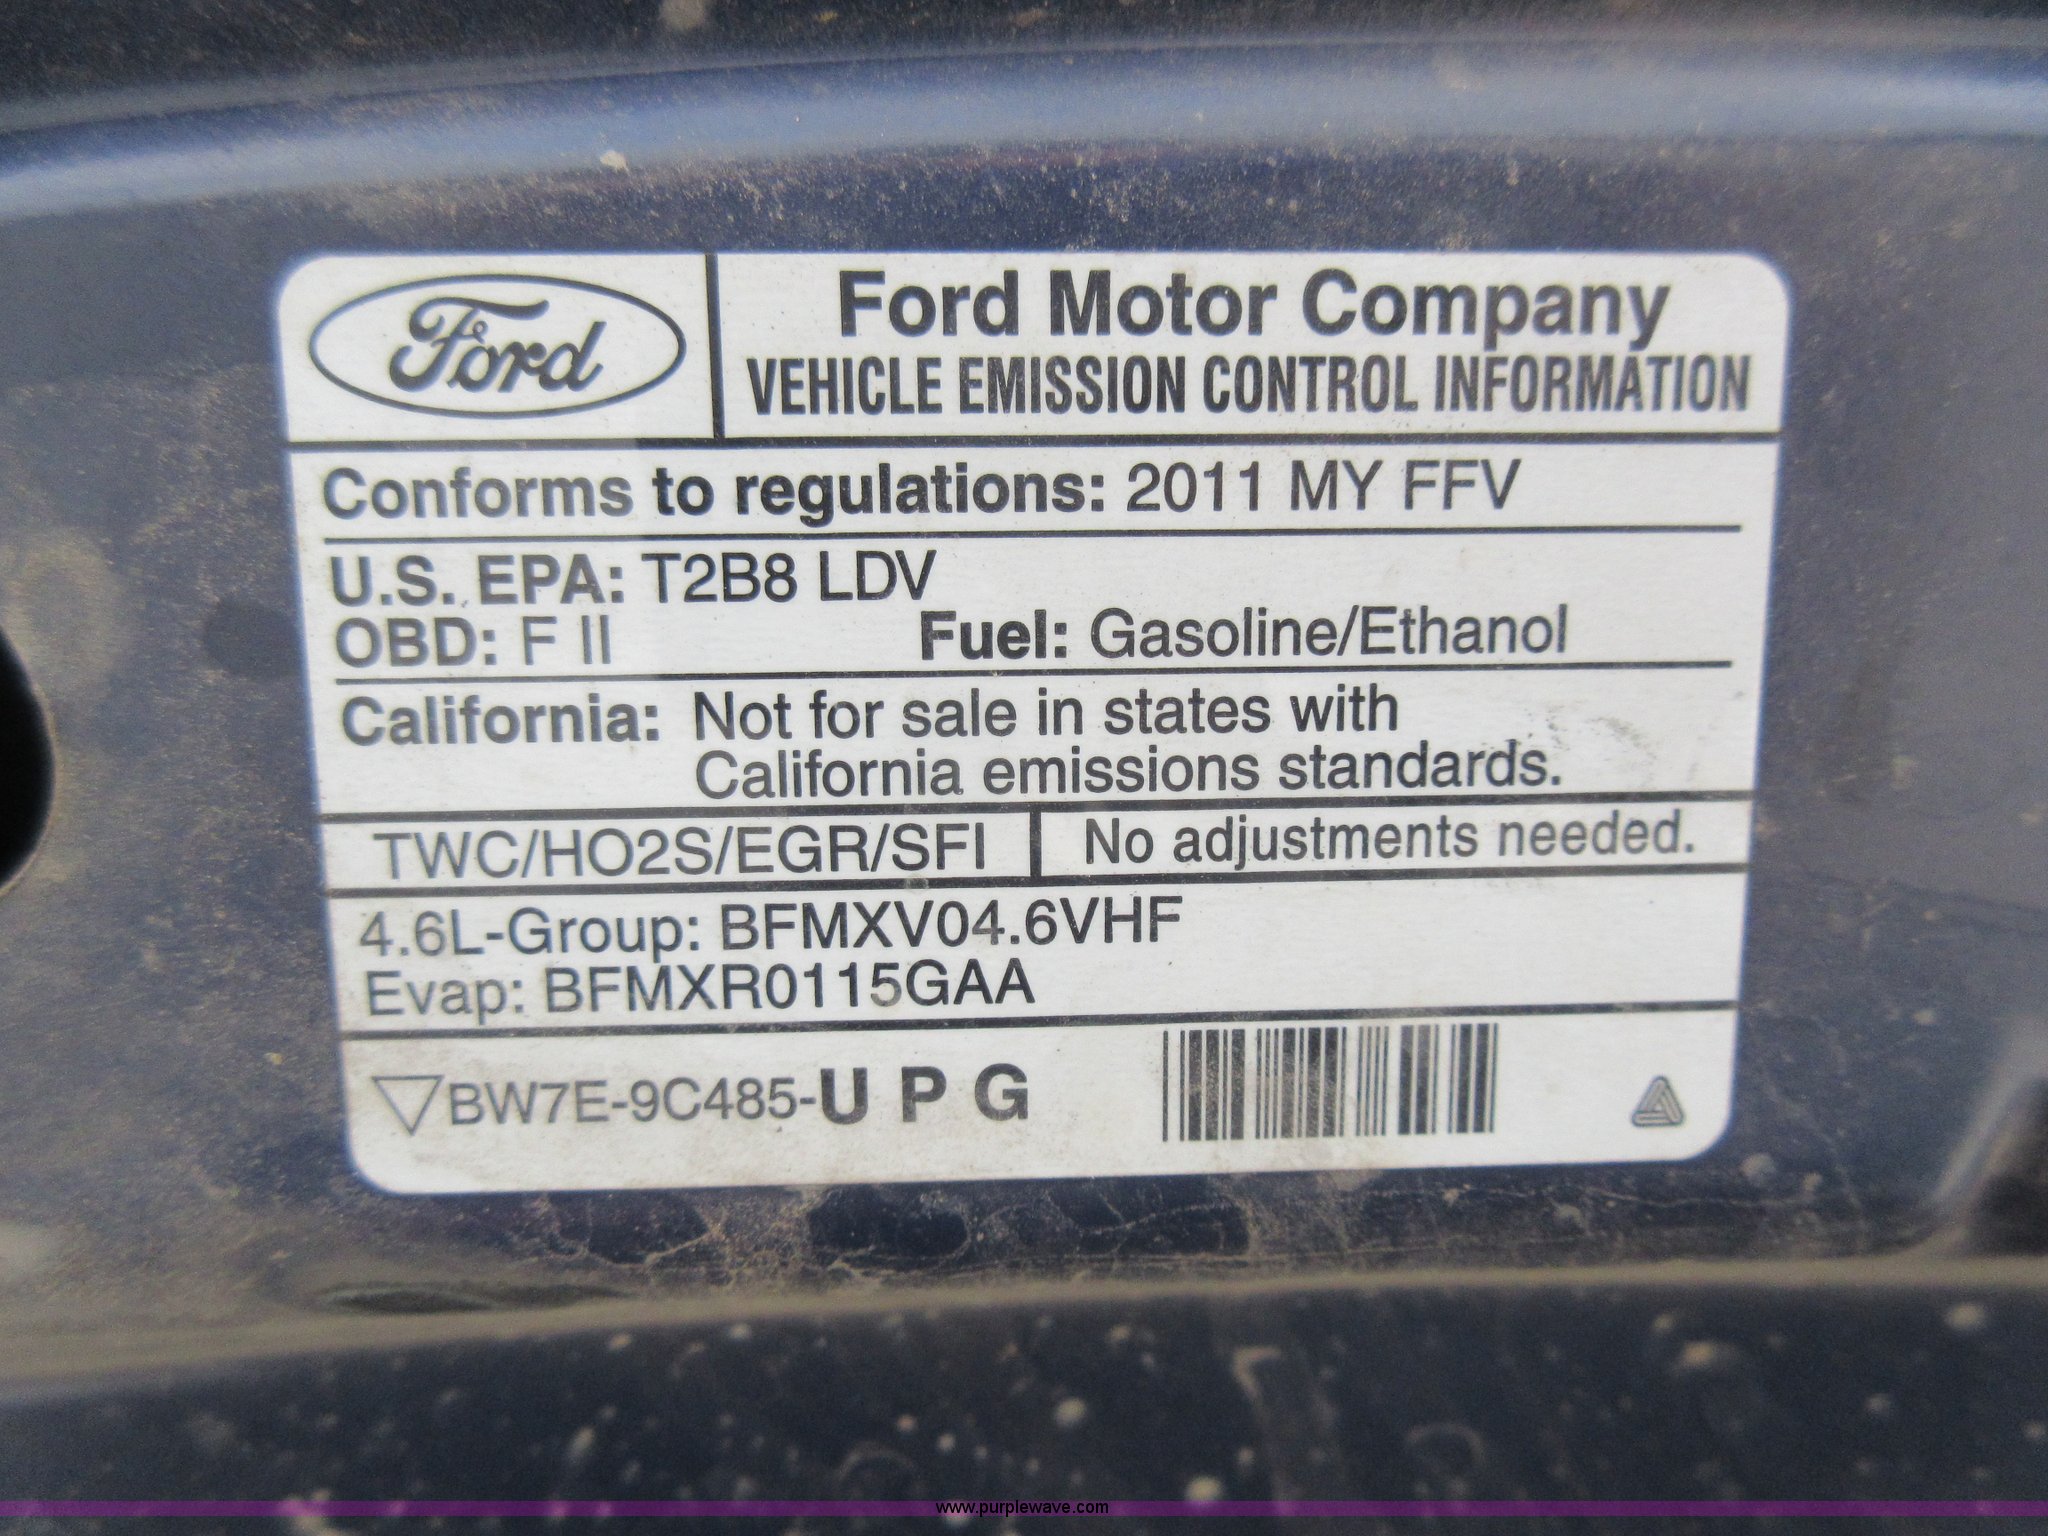 Ford
Ford Motor Company
VEHICLE EMISSION CONTROL INFORMATION
Conforms to regulations: 2011 MY FFV
U.S. EPA: T2B8 LDV
OBD: F II Fuel: Gasoline/Ethanol
California: Not for sale in states with
California emissions standards.
TWC/HO2S/EGR/SFI No adjustments needed.
4.6L-Group: BFMXV04.6VHF
Evap: BFMXR0115GAA
BW7E-9C485-U P G
www.purplewave.com